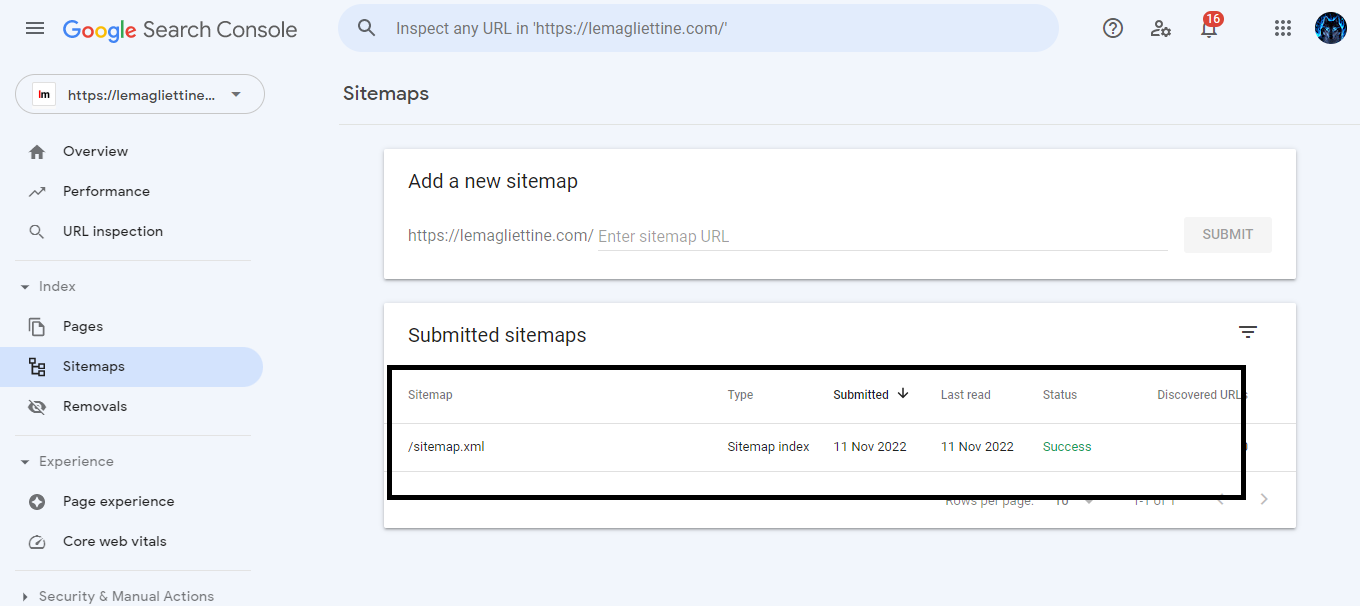 Google Search Console
Inspect any URL in 'https://lemagliettine.com/'
16
lm
https://lemagliettine...
Sitemaps
Overview
Performance
URL inspection
Index
Pages
Sitemaps
Removals
Experience
Page experience
Core web vitals
Security & Manual Actions
Add a new sitemap
https://lemagliettine.com/ Enter sitemap URL
SUBMIT
Submitted sitemaps
Sitemap Type Submitted Last read Status Discovered URLs
/sitemap.xml Sitemap index 11 Nov 2022 11 Nov 2022 Success
Rows per page: 10 1-1 of 1